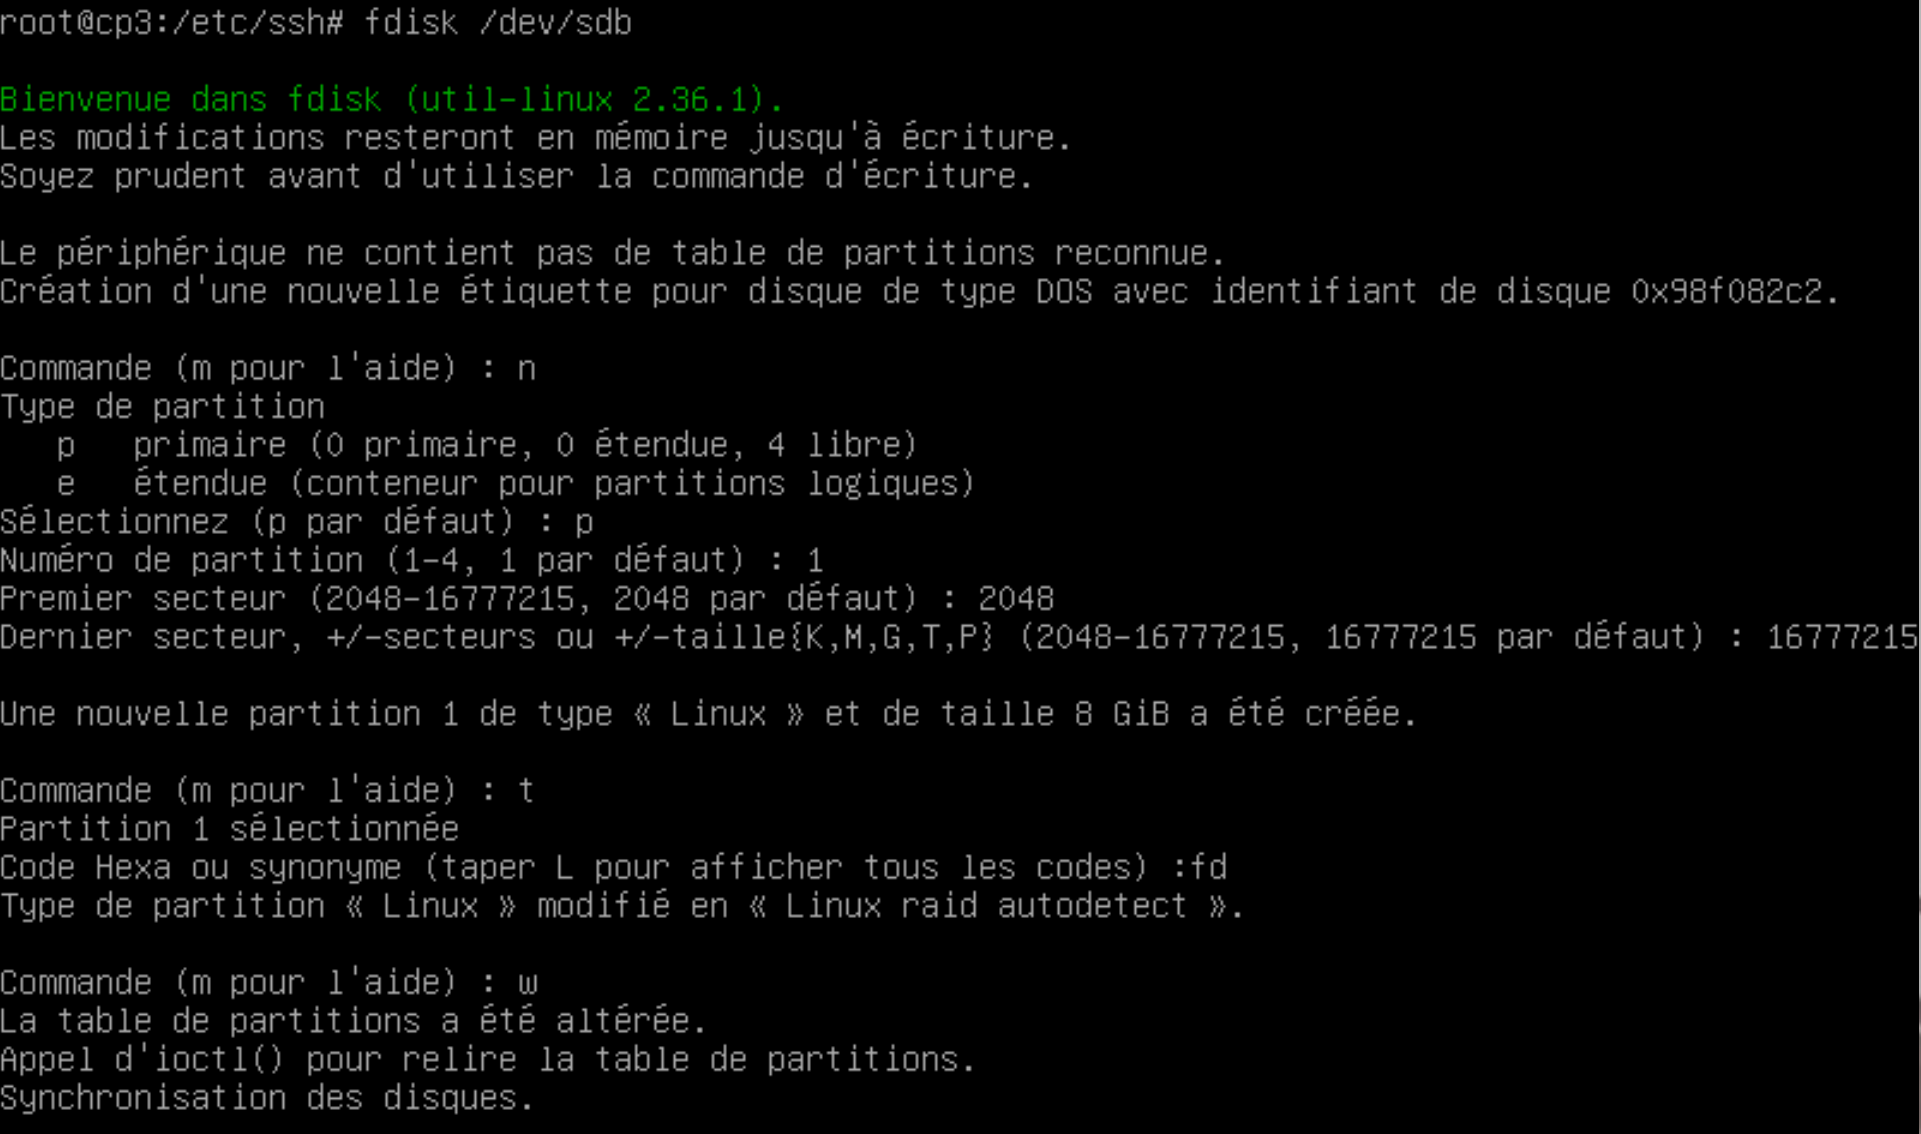 root@cp3:/etc/ssh# fdisk /dev/sdb
Bienvenue dans fdisk (util-linux 2.36.1).
Les modifications resteront en mémoire jusqu'à écriture.
Soyez prudent avant d'utiliser la commande d'écriture.
Le périphérique ne contient pas de table de partitions reconnue.
Création d'une nouvelle étiquette pour disque de type DOS avec identifiant de disque 0x98f082c2.
Commande (m pour l'aide) : n
Type de partition
   p   primaire (0 primaire, 0 étendue, 4 libre)
   e   étendue (conteneur pour partitions logiques)
Sélectionnez (p par défaut) : p
Numéro de partition (1-4, 1 par défaut) : 1
Premier secteur (2048-16777215, 2048 par défaut) : 2048
Dernier secteur, +/-secteurs ou +/-taille{K,M,G,T,P} (2048-16777215, 16777215 par défaut) : 16777215
Une nouvelle partition 1 de type « Linux » et de taille 8 GiB a été créée.
Commande (m pour l'aide) : t
Partition 1 sélectionnée
Code Hexa ou synonyme (taper L pour afficher tous les codes) :fd
Type de partition « Linux » modifié en « Linux raid autodetect ».
Commande (m pour l'aide) : w
La table de partitions a été altérée.
Appel d'ioctl() pour relire la table de partitions.
Synchronisation des disques.